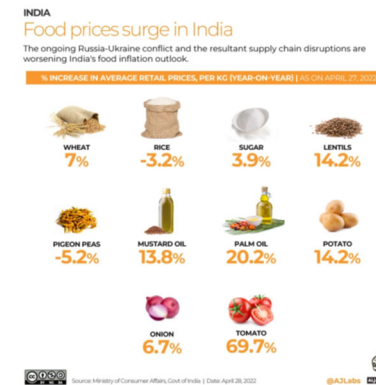 INDIA
Food prices surge in India
The ongoing Russia-Ukraine conflict and the resultant supply chain disruptions are
worsening India's food inflation outlook.
% INCREASE IN AVERAGE RETAIL PRICES, PER KG (YEAR-ON-YEAR) | AS ON APRIL 27, 2022
WHEAT RICE SUGAR LENTILS
7% -3.2% 3.9% 14.2%
PIGEON PEAS MUSTARD OIL PALM OIL POTATO
-5.2% 13.8% 20.2% 14.2%
ONION TOMATO
6.7% 69.7%
Source: Ministry of Consumer Affairs, Govt of India | Date: April 28, 2022
@AJLabs